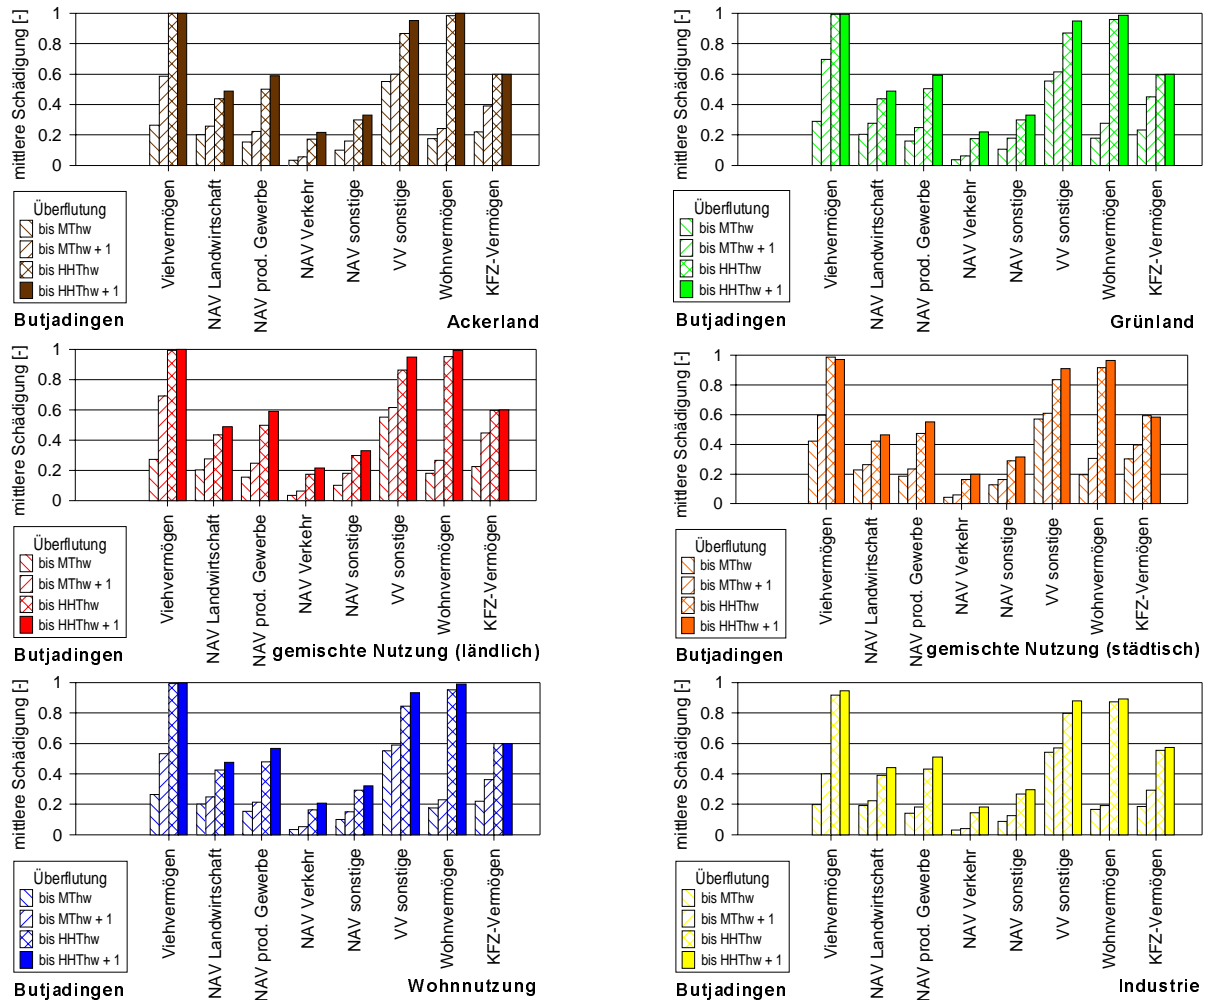 mittlere Schädigung [-]
1
0.8
0.6
0.4
0.2
0
Viehvermögen
NAV Landwirtschaft
NAV prod. Gewerbe
NAV Verkehr
NAV sonstige
VV sonstige
Wohnvermögen
KFZ-Vermögen
Überflutung
bis MThw
bis MThw + 1
bis HHThw
bis HHThw + 1
Butjadingen
Ackerland
mittlere Schädigung [-]
1
0.8
0.6
0.4
0.2
0
Viehvermögen
NAV Landwirtschaft
NAV prod. Gewerbe
NAV Verkehr
NAV sonstige
VV sonstige
Wohnvermögen
KFZ-Vermögen
Überflutung
bis MThw
bis MThw + 1
bis HHThw
bis HHThw + 1
Butjadingen
Grünland
mittlere Schädigung [-]
1
0.8
0.6
0.4
0.2
0
Viehvermögen
NAV Landwirtschaft
NAV prod. Gewerbe
NAV Verkehr
NAV sonstige
VV sonstige
Wohnvermögen
KFZ-Vermögen
Überflutung
bis MThw
bis MThw + 1
bis HHThw
bis HHThw + 1
Butjadingen
gemischte Nutzung (ländlich)
mittlere Schädigung [-]
1
0.8
0.6
0.4
0.2
0
Viehvermögen
NAV Landwirtschaft
NAV prod. Gewerbe
NAV Verkehr
NAV sonstige
VV sonstige
Wohnvermögen
KFZ-Vermögen
Überflutung
bis MThw
bis MThw + 1
bis HHThw
bis HHThw + 1
Butjadingen
gemischte Nutzung (städtisch)
mittlere Schädigung [-]
1
0.8
0.6
0.4
0.2
0
Viehvermögen
NAV Landwirtschaft
NAV prod. Gewerbe
NAV Verkehr
NAV sonstige
VV sonstige
Wohnvermögen
KFZ-Vermögen
Überflutung
bis MThw
bis MThw + 1
bis HHThw
bis HHThw + 1
Butjadingen
Wohnnutzung
mittlere Schädigung [-]
1
0.8
0.6
0.4
0.2
0
Viehvermögen
NAV Landwirtschaft
NAV prod. Gewerbe
NAV Verkehr
NAV sonstige
VV sonstige
Wohnvermögen
KFZ-Vermögen
Überflutung
bis MThw
bis MThw + 1
bis HHThw
bis HHThw + 1
Butjadingen
Industrie